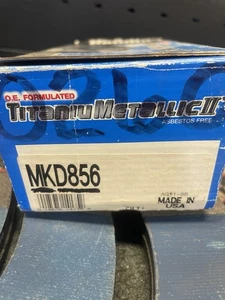 O.E. FORMULATED
TITANIUMETALLIC II
ASBESTOS FREE
MKD856
MADE IN
USA